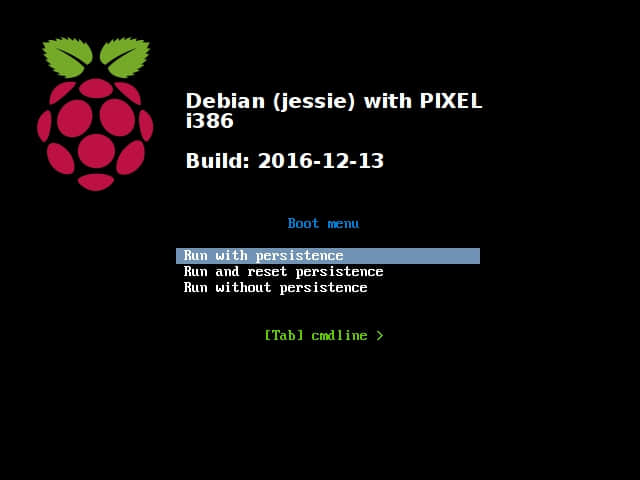 Debian (jessie) with PIXEL
i386
Build: 2016-12-13
Boot menu
Run with persistence
Run and reset persistence
Run without persistence
[Tab] cmdline >